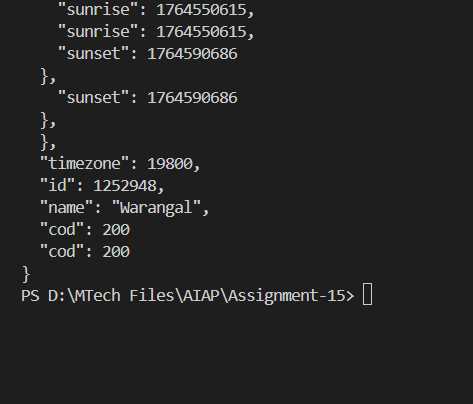 "sunrise": 1764550615,
"sunrise": 1764550615,
"sunset": 1764590686
},
"sunset": 1764590686
},
},
"timezone": 19800,
"id": 1252948,
"name": "Warangal",
"cod": 200
"cod": 200
}
PS D:\MTech Files\AIAP\Assignment-15>